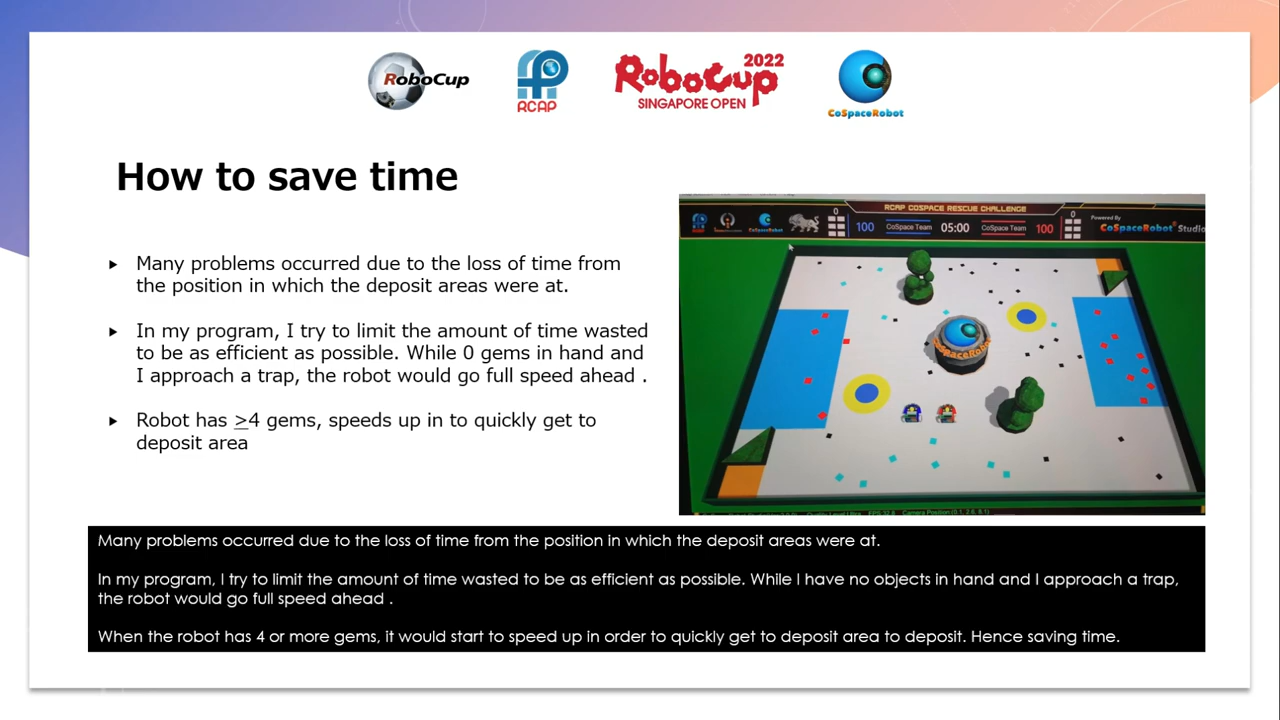 RoboCup
RCAP
RoboCup 2022
SINGAPORE OPEN
CoSpaceRobot
How to save time
Many problems occurred due to the loss of time from
the position in which the deposit areas were at.
In my program, I try to limit the amount of time wasted
to be as efficient as possible. While 0 gems in hand and
I approach a trap, the robot would go full speed ahead .
Robot has >4 gems, speeds up in to quickly get to
deposit area
RCAP COSPACE RESCUE CHALLENGE
0
100
CoSpace Team
05:00
CoSpace Team
100
0
Powered By
CoSpaceRobot Studio
Many problems occurred due to the loss of time from the position in which the deposit areas were at.
In my program, I try to limit the amount of time wasted to be as efficient as possible. While I have no objects in hand and I approach a trap,
the robot would go full speed ahead .
When the robot has 4 or more gems, it would start to speed up in order to quickly get to deposit area to deposit. Hence saving time.